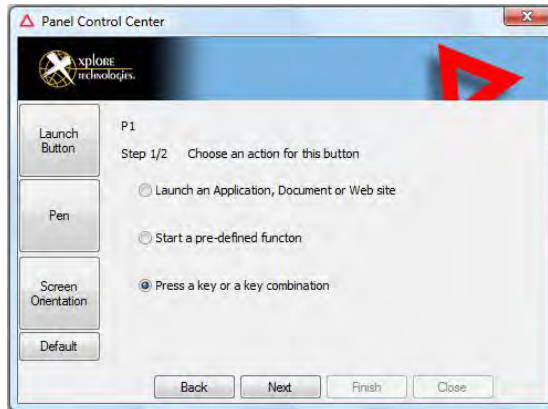 Panel Control Center
xplore
technologies.
Launch
Button
Pen
Screen
Orientation
Default
P1
Step 1/2 Choose an action for this button
Launch an Application, Document or Web site
Start a pre-defined functon
Press a key or a key combination
Back Next Finish Close